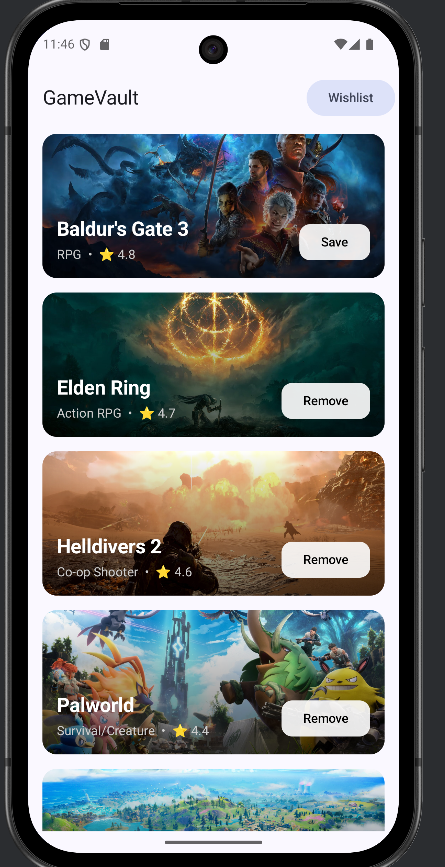 11:46
GameVault
Wishlist
Baldur's Gate 3
RPG • ⭐ 4.8
Save
Elden Ring
Action RPG • ⭐ 4.7
Remove
Helldivers 2
Co-op Shooter • ⭐ 4.6
Remove
Palworld
Survival/Creature • ⭐ 4.4
Remove